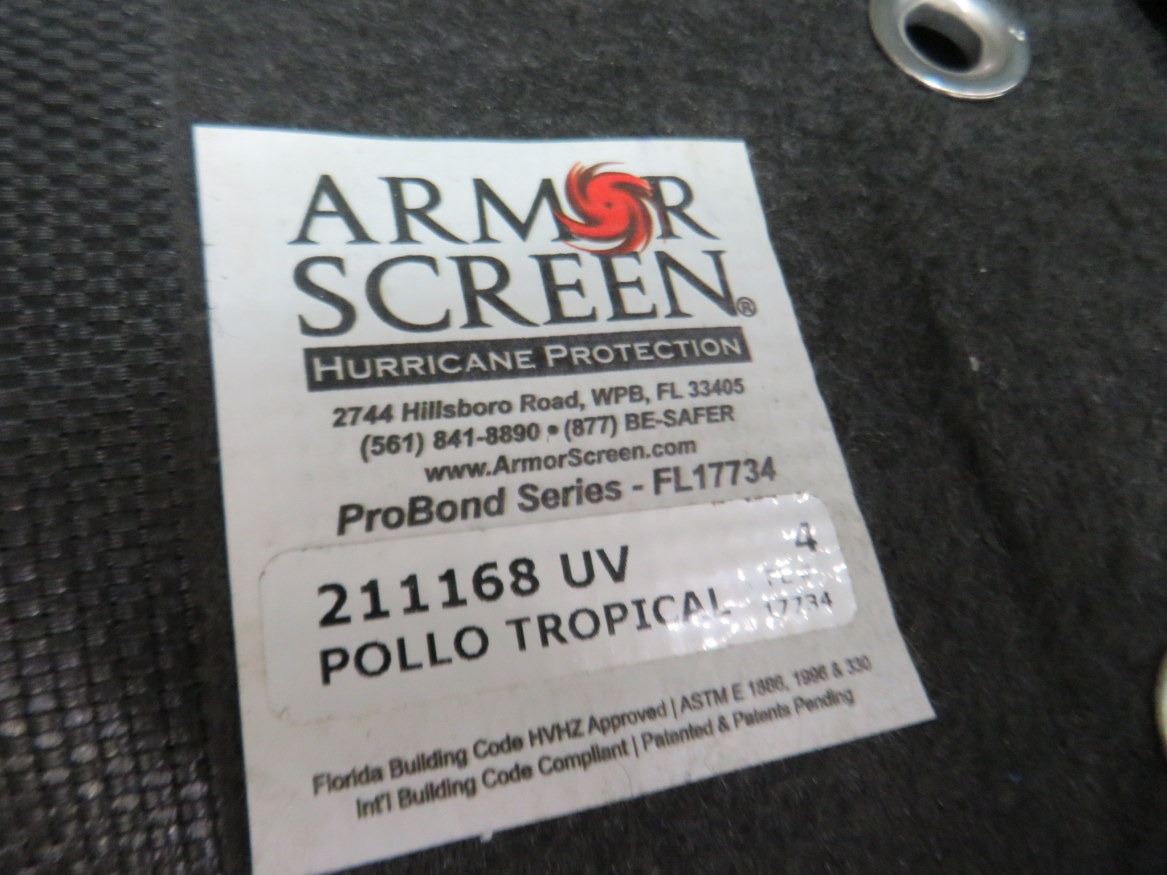 ARMOR
SCREEN®
HURRICANE PROTECTION
2744 Hillsboro Road, WPB, FL 33405
(561) 841-8890 • (877) BE-SAFER
www.ArmorScreen.com
ProBond Series - FL17734
211168 UV 4
POLLO TROPICAL 17734
Florida Building Code HVHZ Approved | ASTM E 1886, 1996 & 330
Int'l Building Code Compliant | Patented & Patents Pending